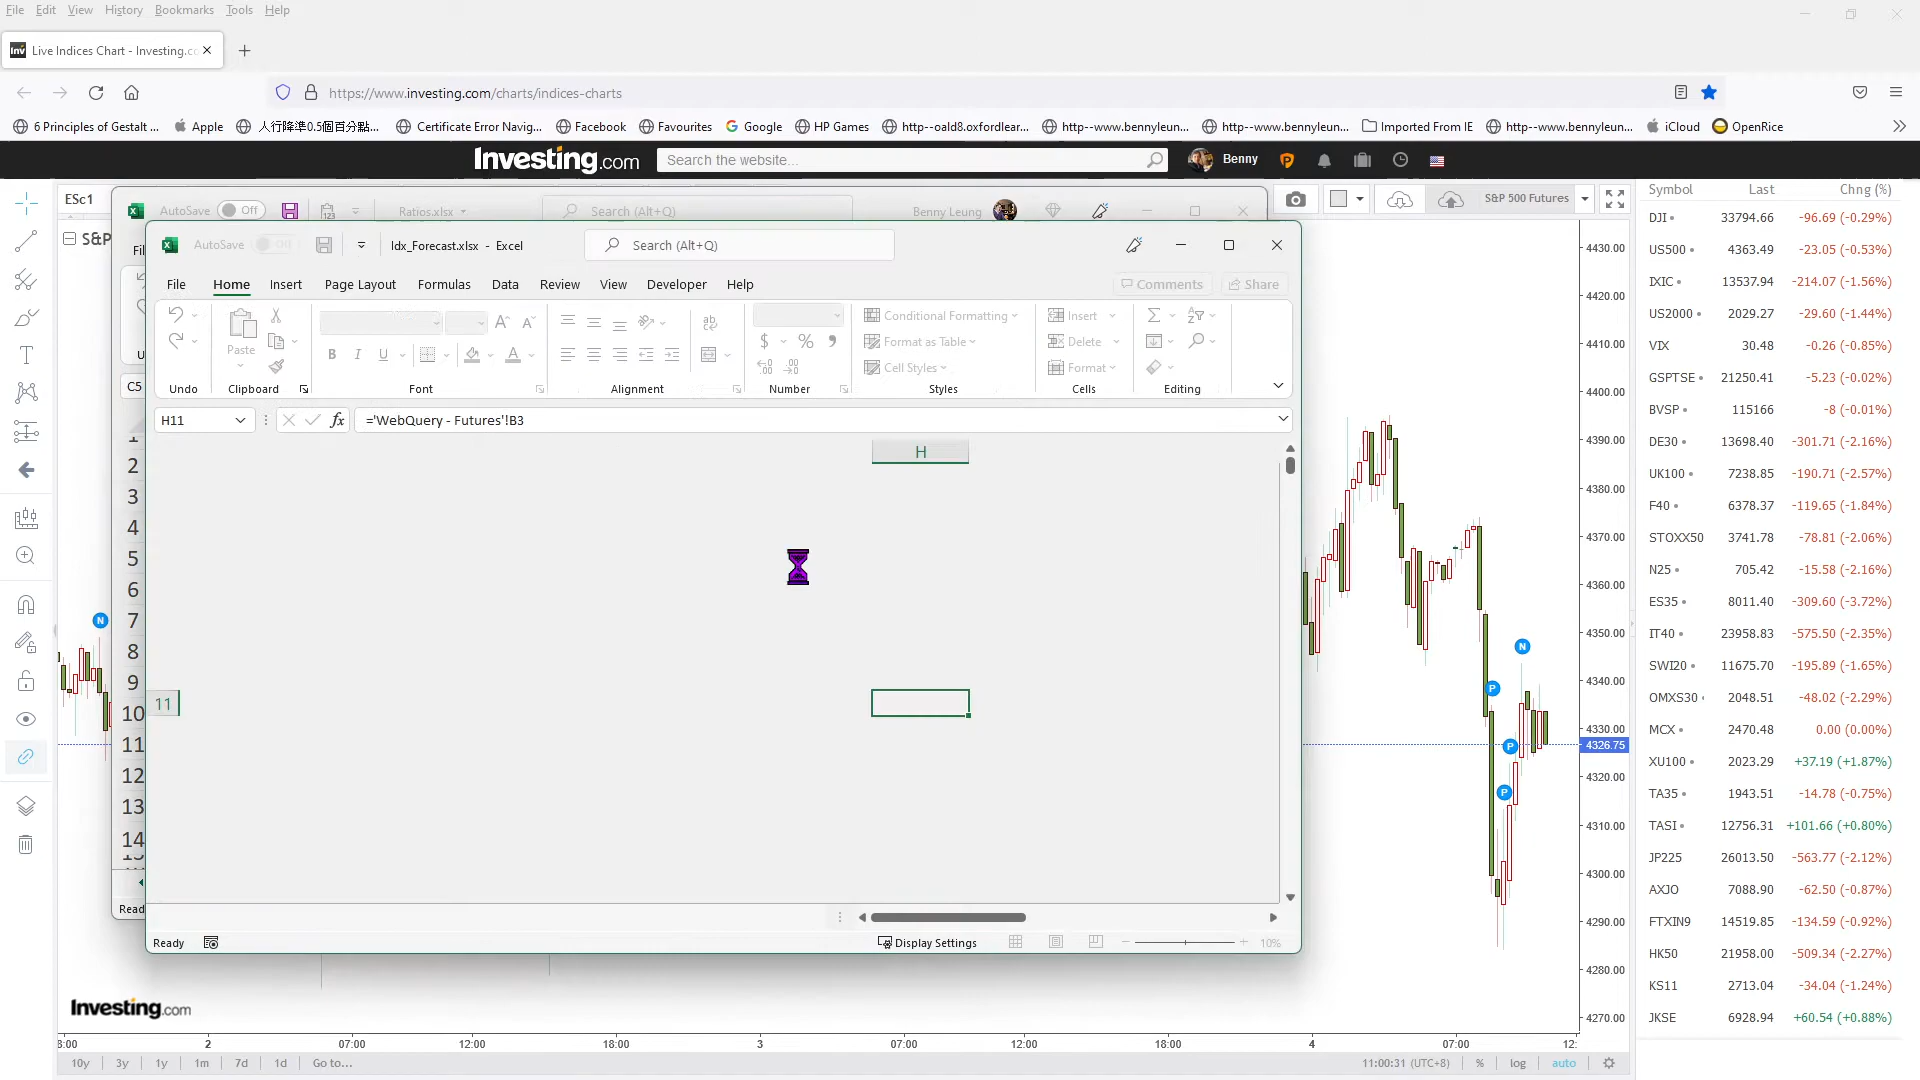 File Edit View History Bookmarks Tools Help
Live Indices Chart - Investing.co
https://www.investing.com/charts/indices-charts
6 Principles of Gestalt ... Apple 人行降準0.5個百分點... Certificate Error Navig... Facebook Favourites Google HP Games http--oald8.oxfordlear... http--www.bennyleun... http--www.bennyleun... Imported From IE http--www.bennyleun... iCloud OpenRice
Investing.com Search the website... Benny
ESc1
S&P 500 Futures
AutoSave Off Ratios.xlsx Search (Alt+Q) Benny Leung
S&P
Fil
AutoSave Off Idx_Forecast.xlsx - Excel Search (Alt+Q)
File Home Insert Page Layout Formulas Data Review View Developer Help Comments Share
Paste
Conditional Formatting
Format as Table
Cell Styles
Insert
Delete
Format
Undo Clipboard Font Alignment Number Styles Cells Editing
C5
H11 ='WebQuery - Futures'!B3
H
1
2
3
4
5
6
7
8
9
10
11
12
13
14
15
11
Ready
Ready Display Settings 10%
Symbol Last Chng (%)
DJI 33794.66 -96.69 (-0.29%)
US500 4363.49 -23.05 (-0.53%)
IXIC 13537.94 -214.07 (-1.56%)
US2000 2029.27 -29.60 (-1.44%)
VIX 30.48 -0.26 (-0.85%)
GSPTSE 21250.41 -5.23 (-0.02%)
BVSP 115166 -8 (-0.01%)
DE30 13698.40 -301.71 (-2.16%)
UK100 7238.85 -190.71 (-2.57%)
F40 6378.37 -119.65 (-1.84%)
STOXX50 3741.78 -78.81 (-2.06%)
N25 705.42 -15.58 (-2.16%)
ES35 8011.40 -309.60 (-3.72%)
IT40 23958.83 -575.50 (-2.35%)
SWI20 11675.70 -195.89 (-1.65%)
OMXS30 2048.51 -48.02 (-2.29%)
MCX 2470.48 0.00 (0.00%)
XU100 2023.29 +37.19 (+1.87%)
TA35 1943.51 -14.78 (-0.75%)
TASI 12756.31 +101.66 (+0.80%)
JP225 26013.50 -563.77 (-2.12%)
AXJO 7088.90 -62.50 (-0.87%)
FTXIN9 14519.85 -134.59 (-0.92%)
HK50 21958.00 -509.34 (-2.27%)
KS11 2713.04 -34.04 (-1.24%)
JKSE 6928.94 +60.54 (+0.88%)
4430.00
4420.00
4410.00
4400.00
4390.00
4380.00
4370.00
4360.00
4350.00
4340.00
4330.00
4326.75
4320.00
4310.00
4300.00
4290.00
4280.00
4270.00
N
N
P
P
P
Investing.com
8:00 2 07:00 12:00 18:00 3 07:00 12:00 18:00 4 07:00 12:
10y 3y 1y 1m 7d 1d Go to... 11:00:31 (UTC+8) % log auto